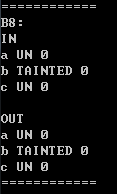 ============
B8:
IN
a UN 0
b TAINTED 0
c UN 0

OUT
a UN 0
b TAINTED 0
c UN 0
============